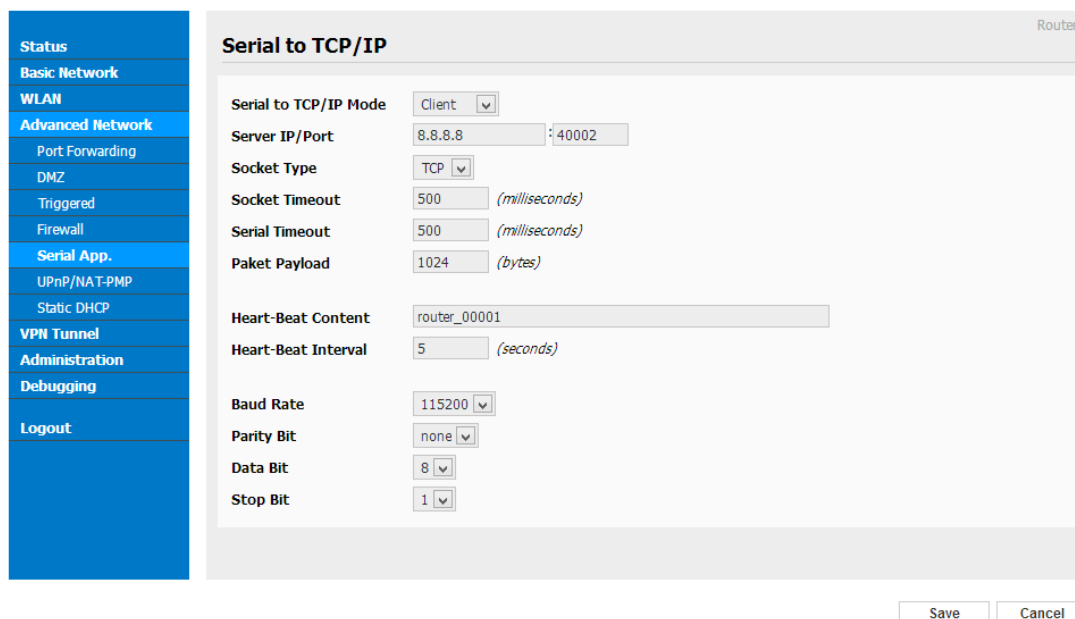 Router
Status
Basic Network
WLAN
Advanced Network
Port Forwarding
DMZ
Triggered
Firewall
Serial App.
UPnP/NAT-PMP
Static DHCP
VPN Tunnel
Administration
Debugging
Logout
Serial to TCP/IP
Serial to TCP/IP Mode Client
Server IP/Port 8.8.8.8 : 40002
Socket Type TCP
Socket Timeout 500 (milliseconds)
Serial Timeout 500 (milliseconds)
Paket Payload 1024 (bytes)
Heart-Beat Content router_00001
Heart-Beat Interval 5 (seconds)
Baud Rate 115200
Parity Bit none
Data Bit 8
Stop Bit 1
Save Cancel